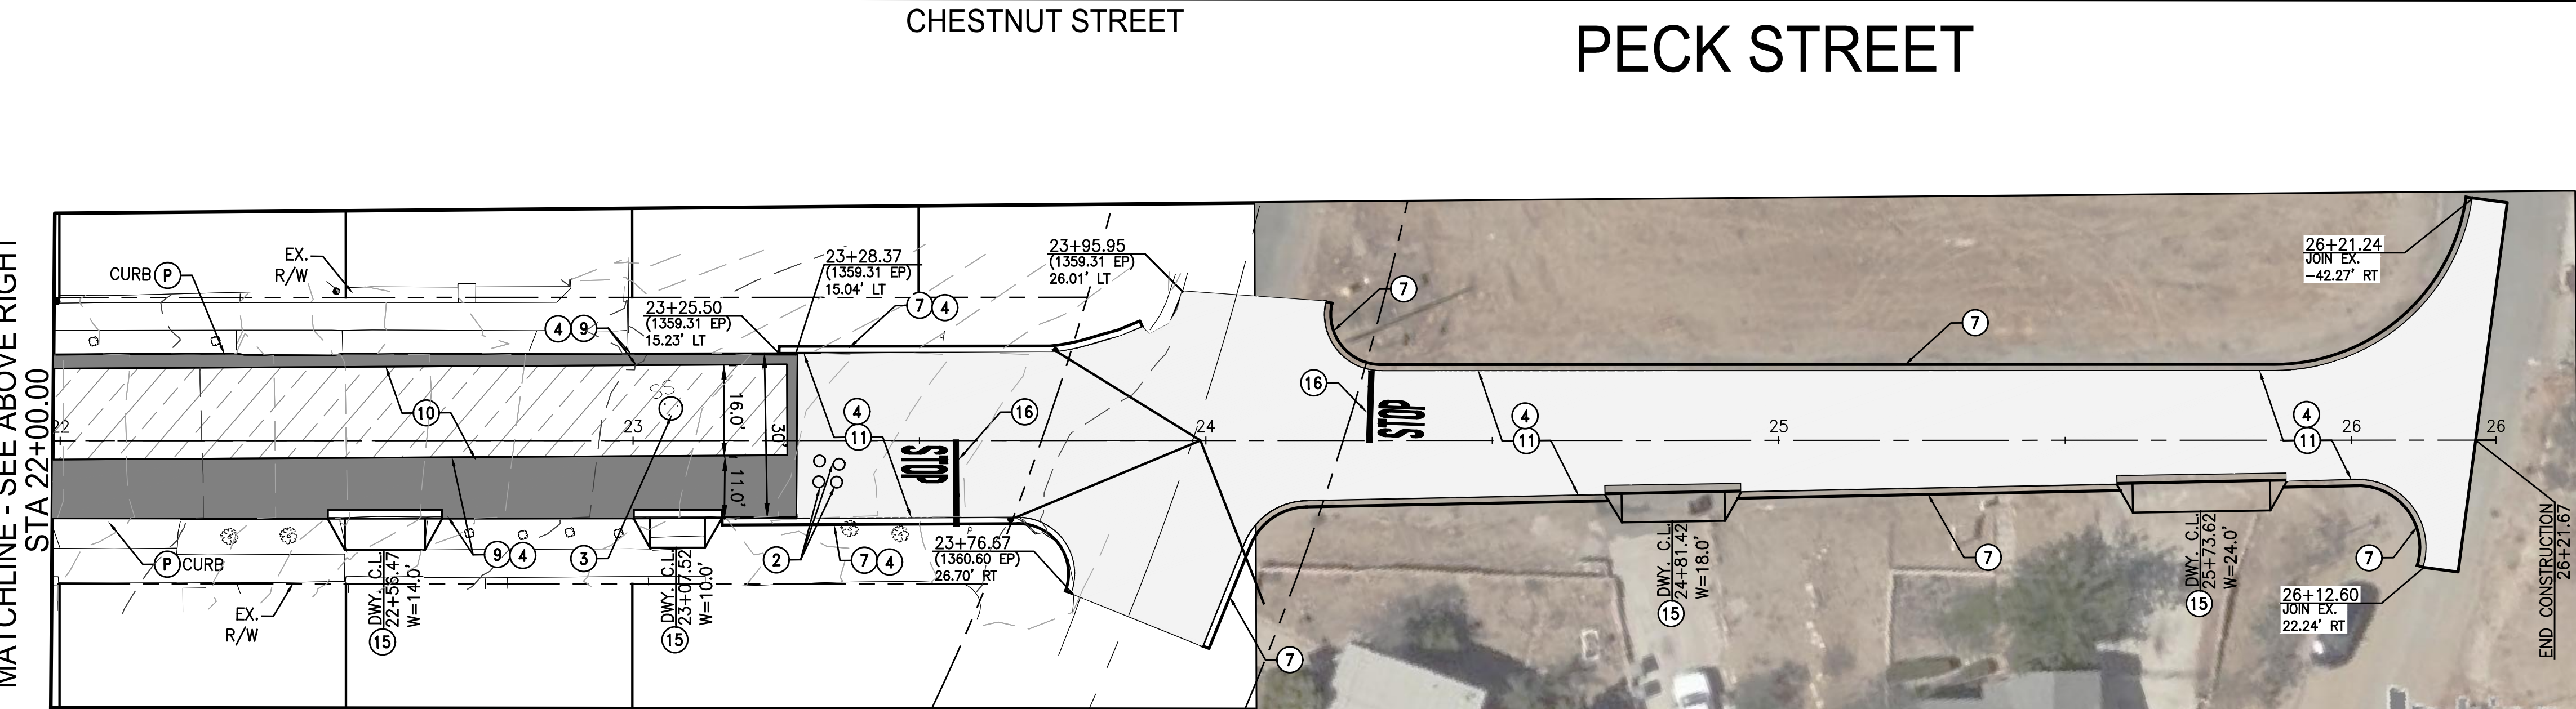 CHESTNUT STREET
PECK STREET
MATCHLINE - SEE ABOVE RIGHT
STA 22+00.00
CURB P
EX.
R/W
4 9
23+25.50
(1359.31 EP)
15.23' LT
23+28.37
(1359.31 EP)
15.04' LT
7 4
23+95.95
(1359.31 EP)
26.01' LT
7
7
26+21.24
JOIN EX.
-42.27' RT
22
10
23
SS
16.0'
30'
11.0'
4
11
STOP
16
24
16
STOP
4
11
25
4
11
26
26
P CURB
EX.
R/W
DWY. C.L.
22+56.47
W=14.0'
15
9 4
3
DWY. C.L.
23+07.52
W=10.0'
15
2
7 4
23+76.67
(1360.60 EP)
26.70' RT
7
DWY. C.L.
24+81.42
W=18.0'
15
7
DWY. C.L.
25+73.62
W=24.0'
15
7
26+12.60
JOIN EX.
22.24' RT
END CONSTRUCTION
26+21.67